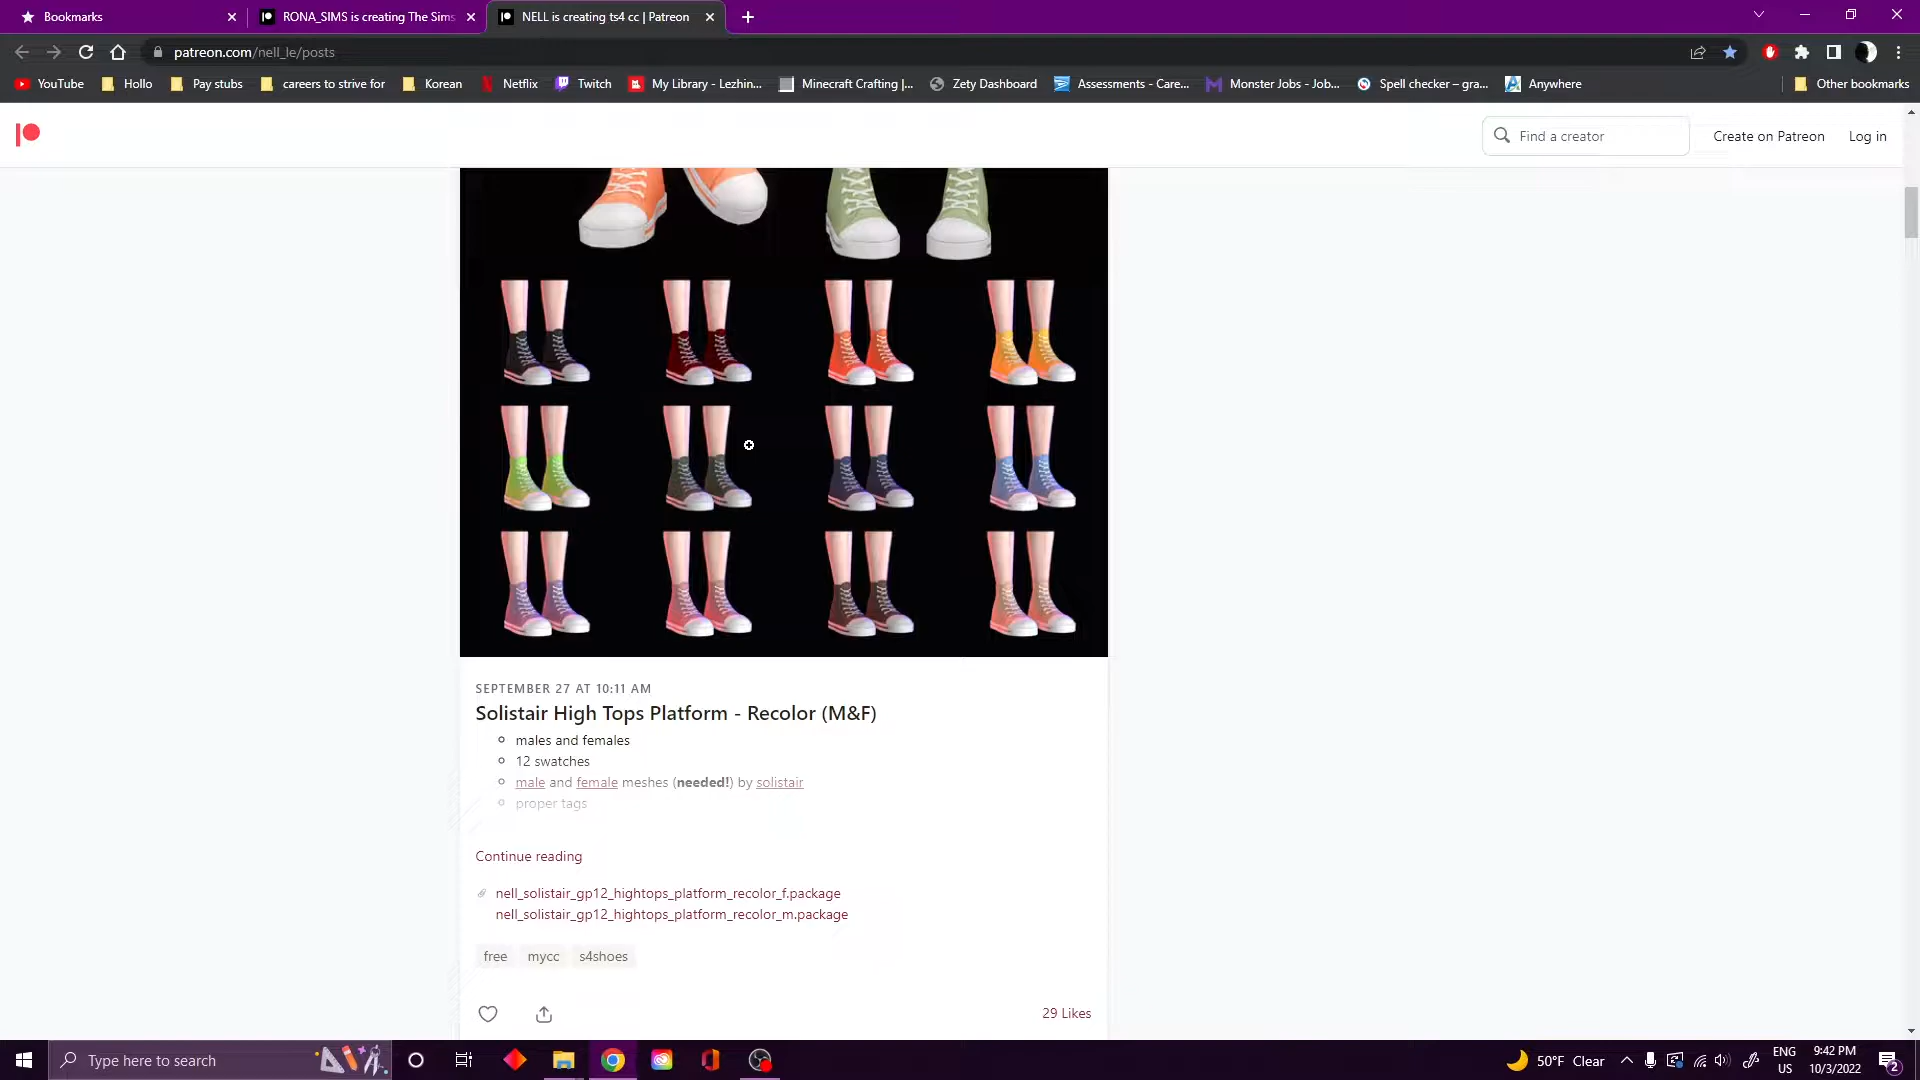 Bookmarks
RONA_SIMS is creating The Sims
NELL is creating ts4 cc | Patreon
patreon.com/nell_le/posts
YouTube
Hollo
Pay stubs
careers to strive for
Korean
Netflix
Twitch
My Library - Lezhin...
Minecraft Crafting |...
Zety Dashboard
Assessments - Care...
Monster Jobs - Job...
Spell checker – gra...
Anywhere
Other bookmarks
Find a creator
Create on Patreon
Log in
SEPTEMBER 27 AT 10:11 AM
Solistair High Tops Platform - Recolor (M&F)
males and females
12 swatches
male and female meshes (needed!) by solistair
proper tags
Continue reading
nell_solistair_gp12_hightops_platform_recolor_f.package
nell_solistair_gp12_hightops_platform_recolor_m.package
free
mycc
s4shoes
29 Likes
Type here to search
50°F Clear
ENG
US
9:42 PM
10/3/2022
2